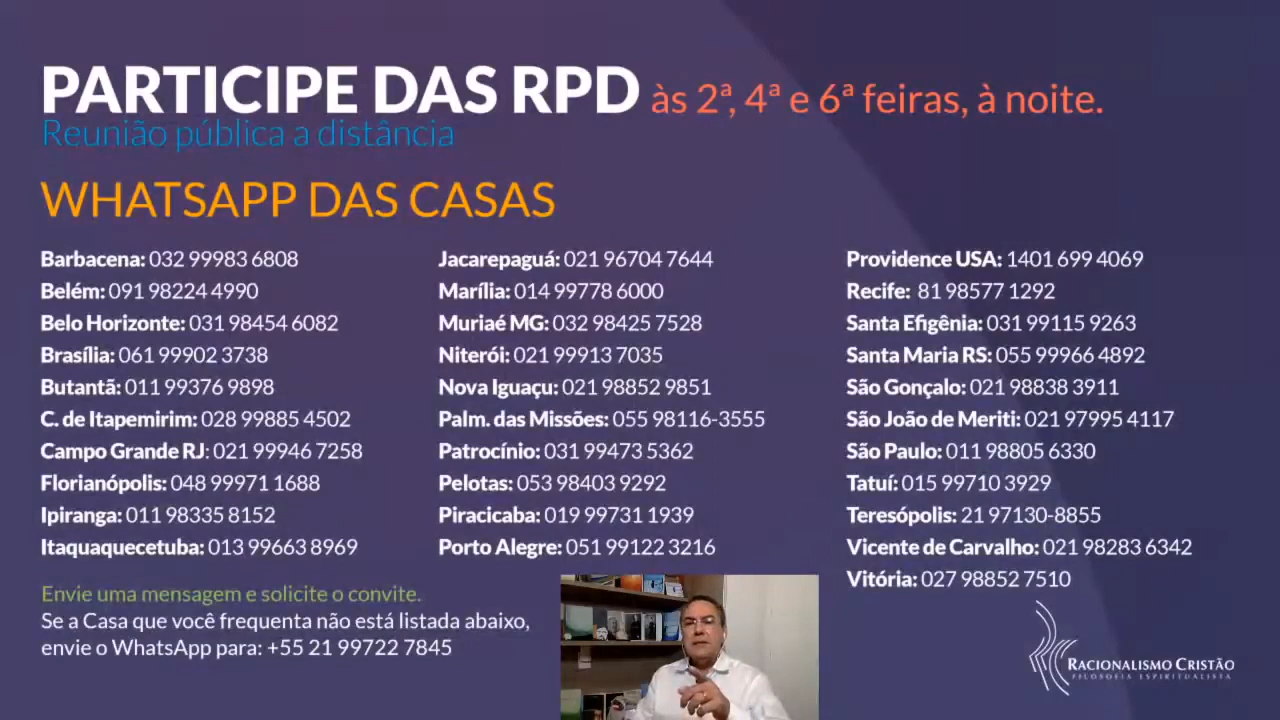 PARTICIPE DAS RPD às 2ª, 4ª e 6ª feiras, à noite.
Reunião pública a distância
WHATSAPP DAS CASAS
Barbacena: 032 99983 6808
Belém: 091 98224 4990
Belo Horizonte: 031 98454 6082
Brasília: 061 99902 3738
Butantã: 011 99376 9898
C. de Itapemirim: 028 99885 4502
Campo Grande RJ: 021 99946 7258
Florianópolis: 048 99971 1688
Ipiranga: 011 98335 8152
Itaquaquecetuba: 013 99663 8969
Jacarepaguá: 021 96704 7644
Marília: 014 99778 6000
Muriaé MG: 032 98425 7528
Niterói: 021 99913 7035
Nova Iguaçu: 021 98852 9851
Palm. das Missões: 055 98116-3555
Patrocínio: 031 99473 5362
Pelotas: 053 98403 9292
Piracicaba: 019 99731 1939
Porto Alegre: 051 99122 3216
Providence USA: 1401 699 4069
Recife: 81 98577 1292
Santa Efigênia: 031 99115 9263
Santa Maria RS: 055 99966 4892
São Gonçalo: 021 98838 3911
São João de Meriti: 021 97995 4117
São Paulo: 011 98805 6330
Tatuí: 015 99710 3929
Teresópolis: 21 97130-8855
Vicente de Carvalho: 021 98283 6342
Vitória: 027 98852 7510
Envie uma mensagem e solicite o convite.
Se a Casa que você frequenta não está listada abaixo,
envie o WhatsApp para: +55 21 99722 7845
RACIONALISMO CRISTÃO
FILOSOFIA ESPIRITUALISTA